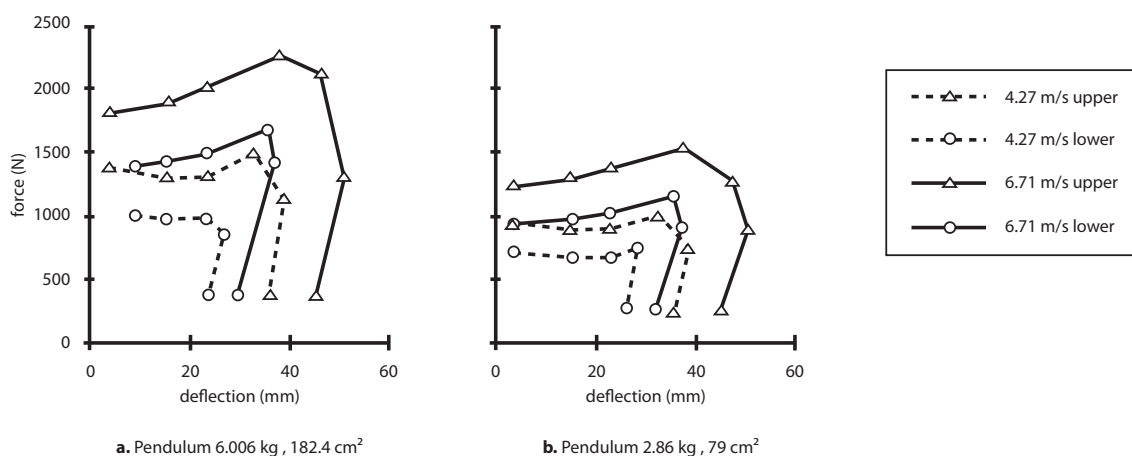 2500
2000
1500
1000
500
0
force (N)
0 20 40 60
deflection (mm)
a. Pendulum 6.006 kg , 182.4 cm²
0 20 40 60
deflection (mm)
b. Pendulum 2.86 kg , 79 cm²
4.27 m/s upper
4.27 m/s lower
6.71 m/s upper
6.71 m/s lower